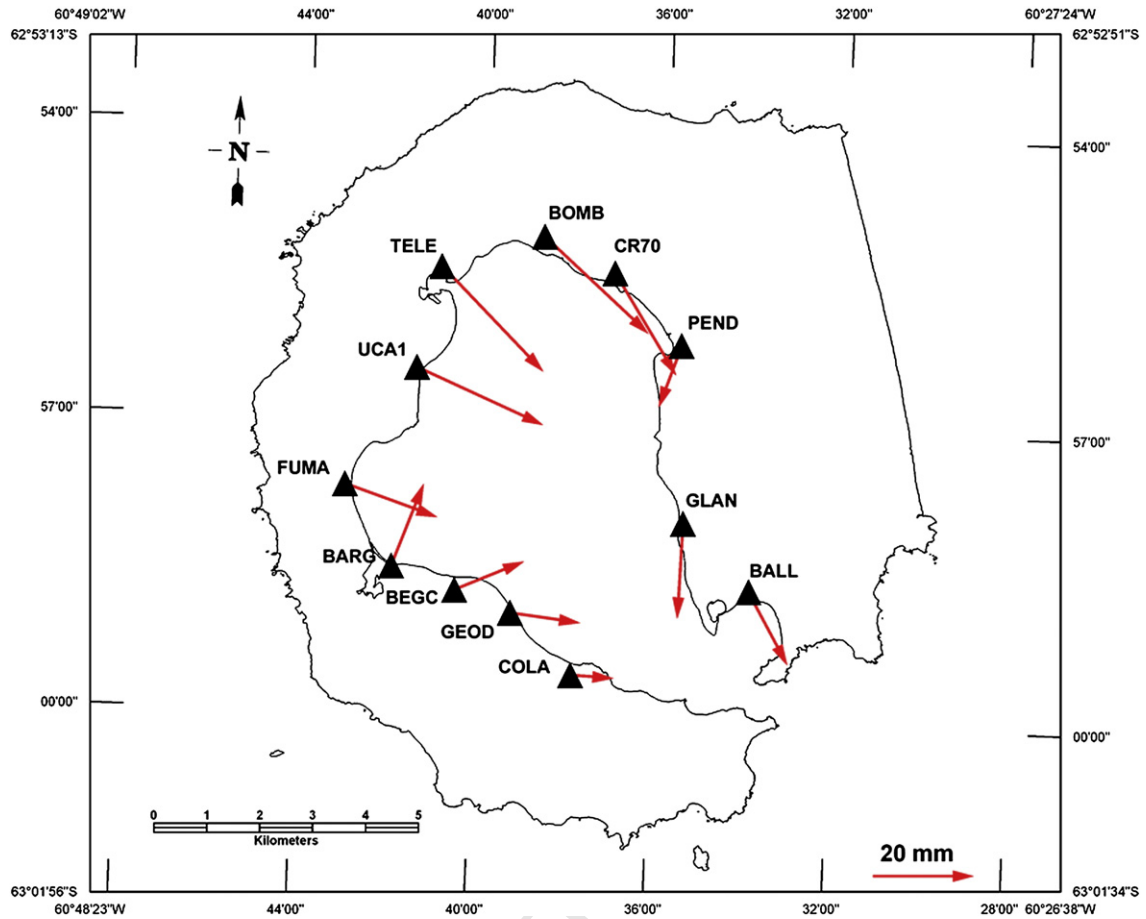 60°49'02"W 44'00" 40'00" 36'00" 32'00" 60°27'24"W
62°53'13"S 62°52'51"S
54'00"
54'00"
N
BOMB
TELE CR70
PEND
UCA1
57'00"
57'00"
FUMA
GLAN
BARG
BALL
BEGC
GEOD
COLA
00'00"
00'00"
0 1 2 3 4 5
Kilometers
20 mm
63°01'56"S 63°01'34"S
60°48'23"W 44'00" 40'00" 36'00" 32'00" 28'00" 60°26'38"W